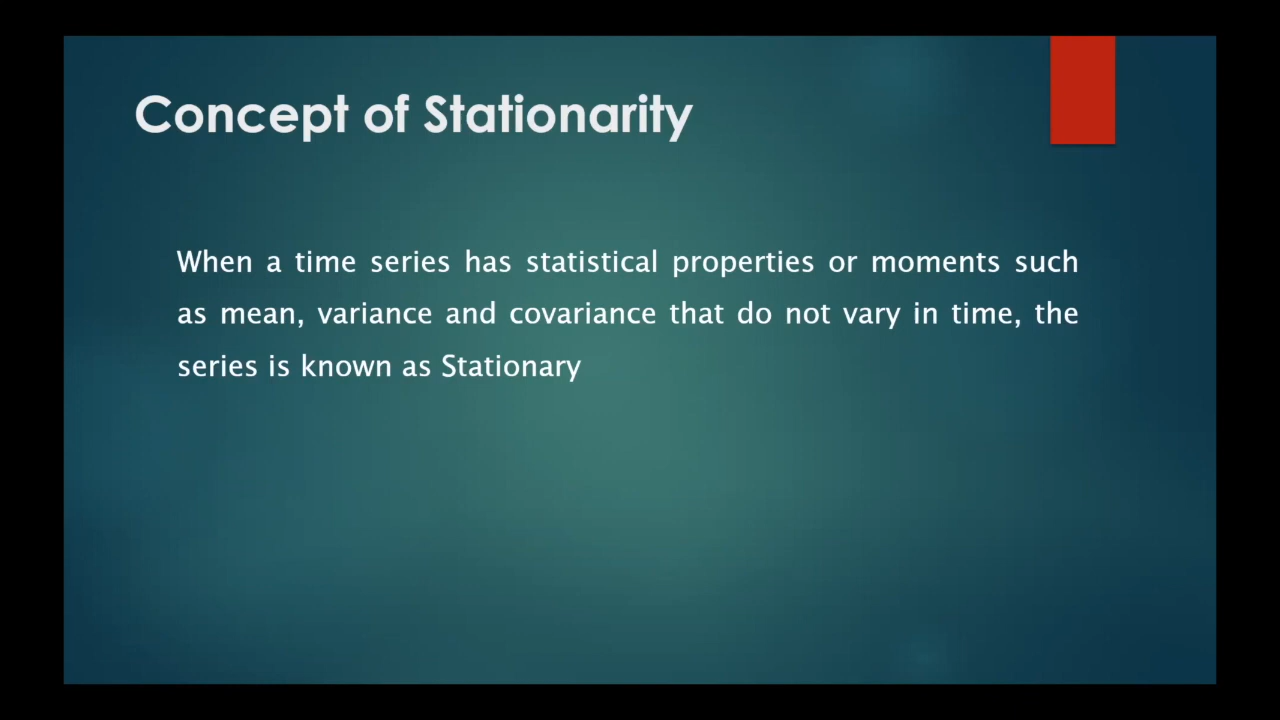 Concept of Stationarity
When a time series has statistical properties or moments such
as mean, variance and covariance that do not vary in time, the
series is known as Stationary